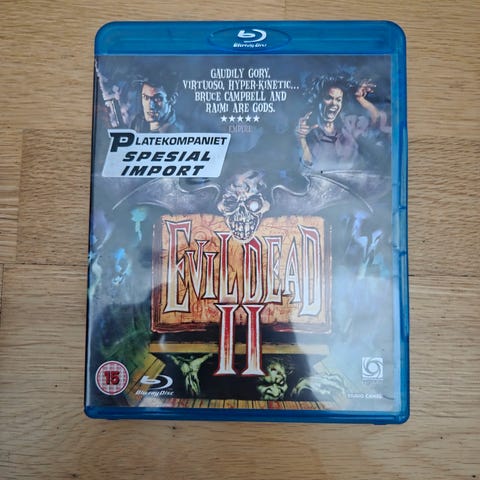 Blu-ray Disc
GAUDILY GORY,
VIRTUOSO, HYPER-KINETIC...
BRUCE CAMPBELL AND
RAIMI ARE GODS.
★★★★★
EMPIRE
PLATEKOMPANIET
SPESIAL
IMPORT
EVIL DEAD
II
15
Blu-ray Disc
STUDIO CANAL